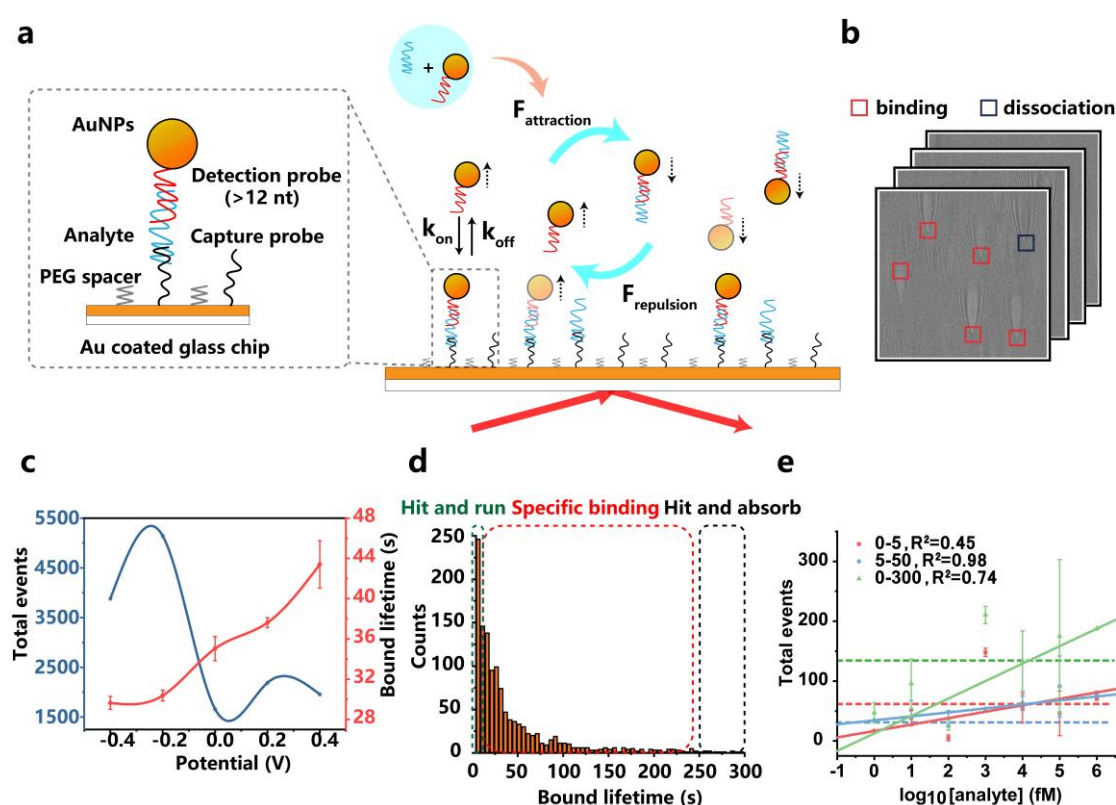 a
AuNPs
Detection probe
(>12 nt)
Analyte
Capture probe
PEG spacer
Au coated glass chip
+
F attraction
k on
k off
F repulsion
b
binding
dissociation
c
Total events
5500
4500
3500
2500
1500
-0.4
-0.2
0.0
0.2
0.4
Potential (V)
48
44
40
36
32
28
Bound lifetime (s)
d
Hit and run
Specific binding
Hit and absorb
Counts
250
200
150
100
50
0
0
50
100
150
200
250
300
Bound lifetime (s)
e
0-5 , R²=0.45
5-50 , R²=0.98
0-300 , R²=0.74
Total events
300
200
100
0
-1
0
1
2
3
4
5
6
log10[analyte] (fM)